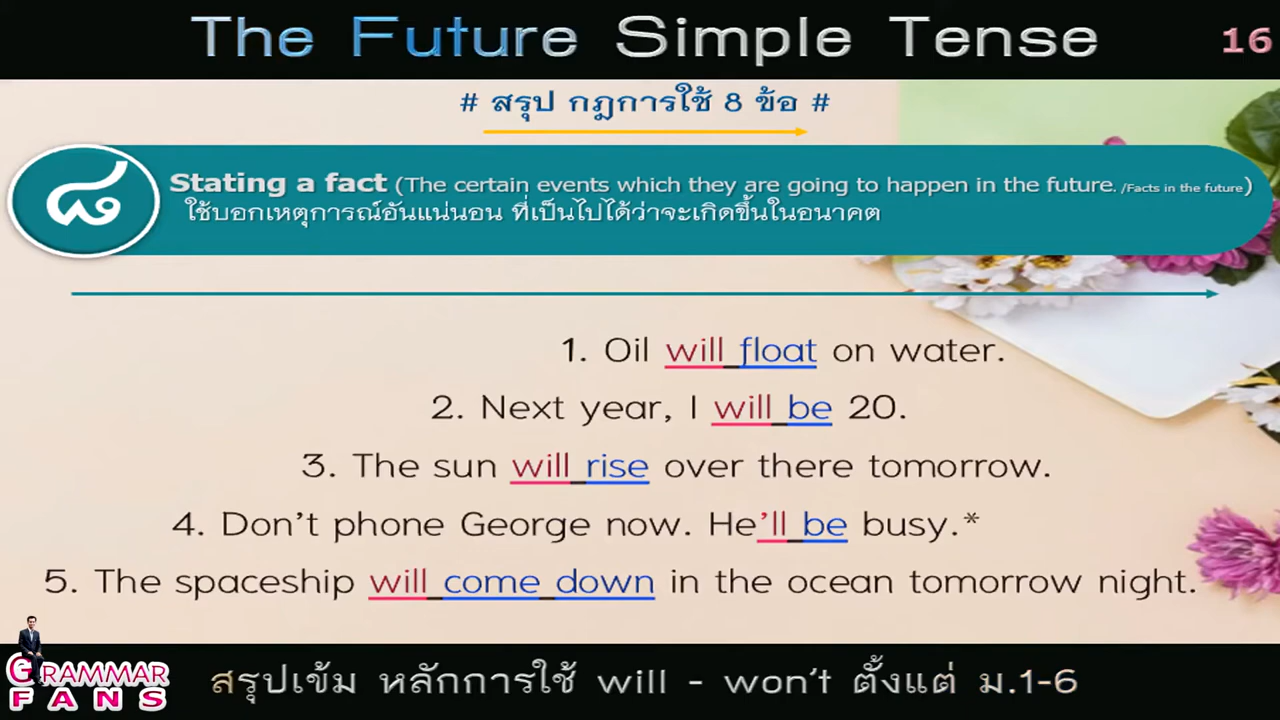 The Future Simple Tense
16
# สรุป กฎการใช้ 8 ข้อ #
๘
Stating a fact (The certain events which they are going to happen in the future. /Facts in the future)
ใช้บอกเหตุการณ์อันแน่นอน ที่เป็นไปได้ว่าจะเกิดขึ้นในอนาคต
1. Oil will float on water.
2. Next year, I will be 20.
3. The sun will rise over there tomorrow.
4. Don't phone George now. He'll be busy.*
5. The spaceship will come down in the ocean tomorrow night.
GRAMMAR
FANS
สรุปเข้ม หลักการใช้ will - won't ตั้งแต่ ม.1-6